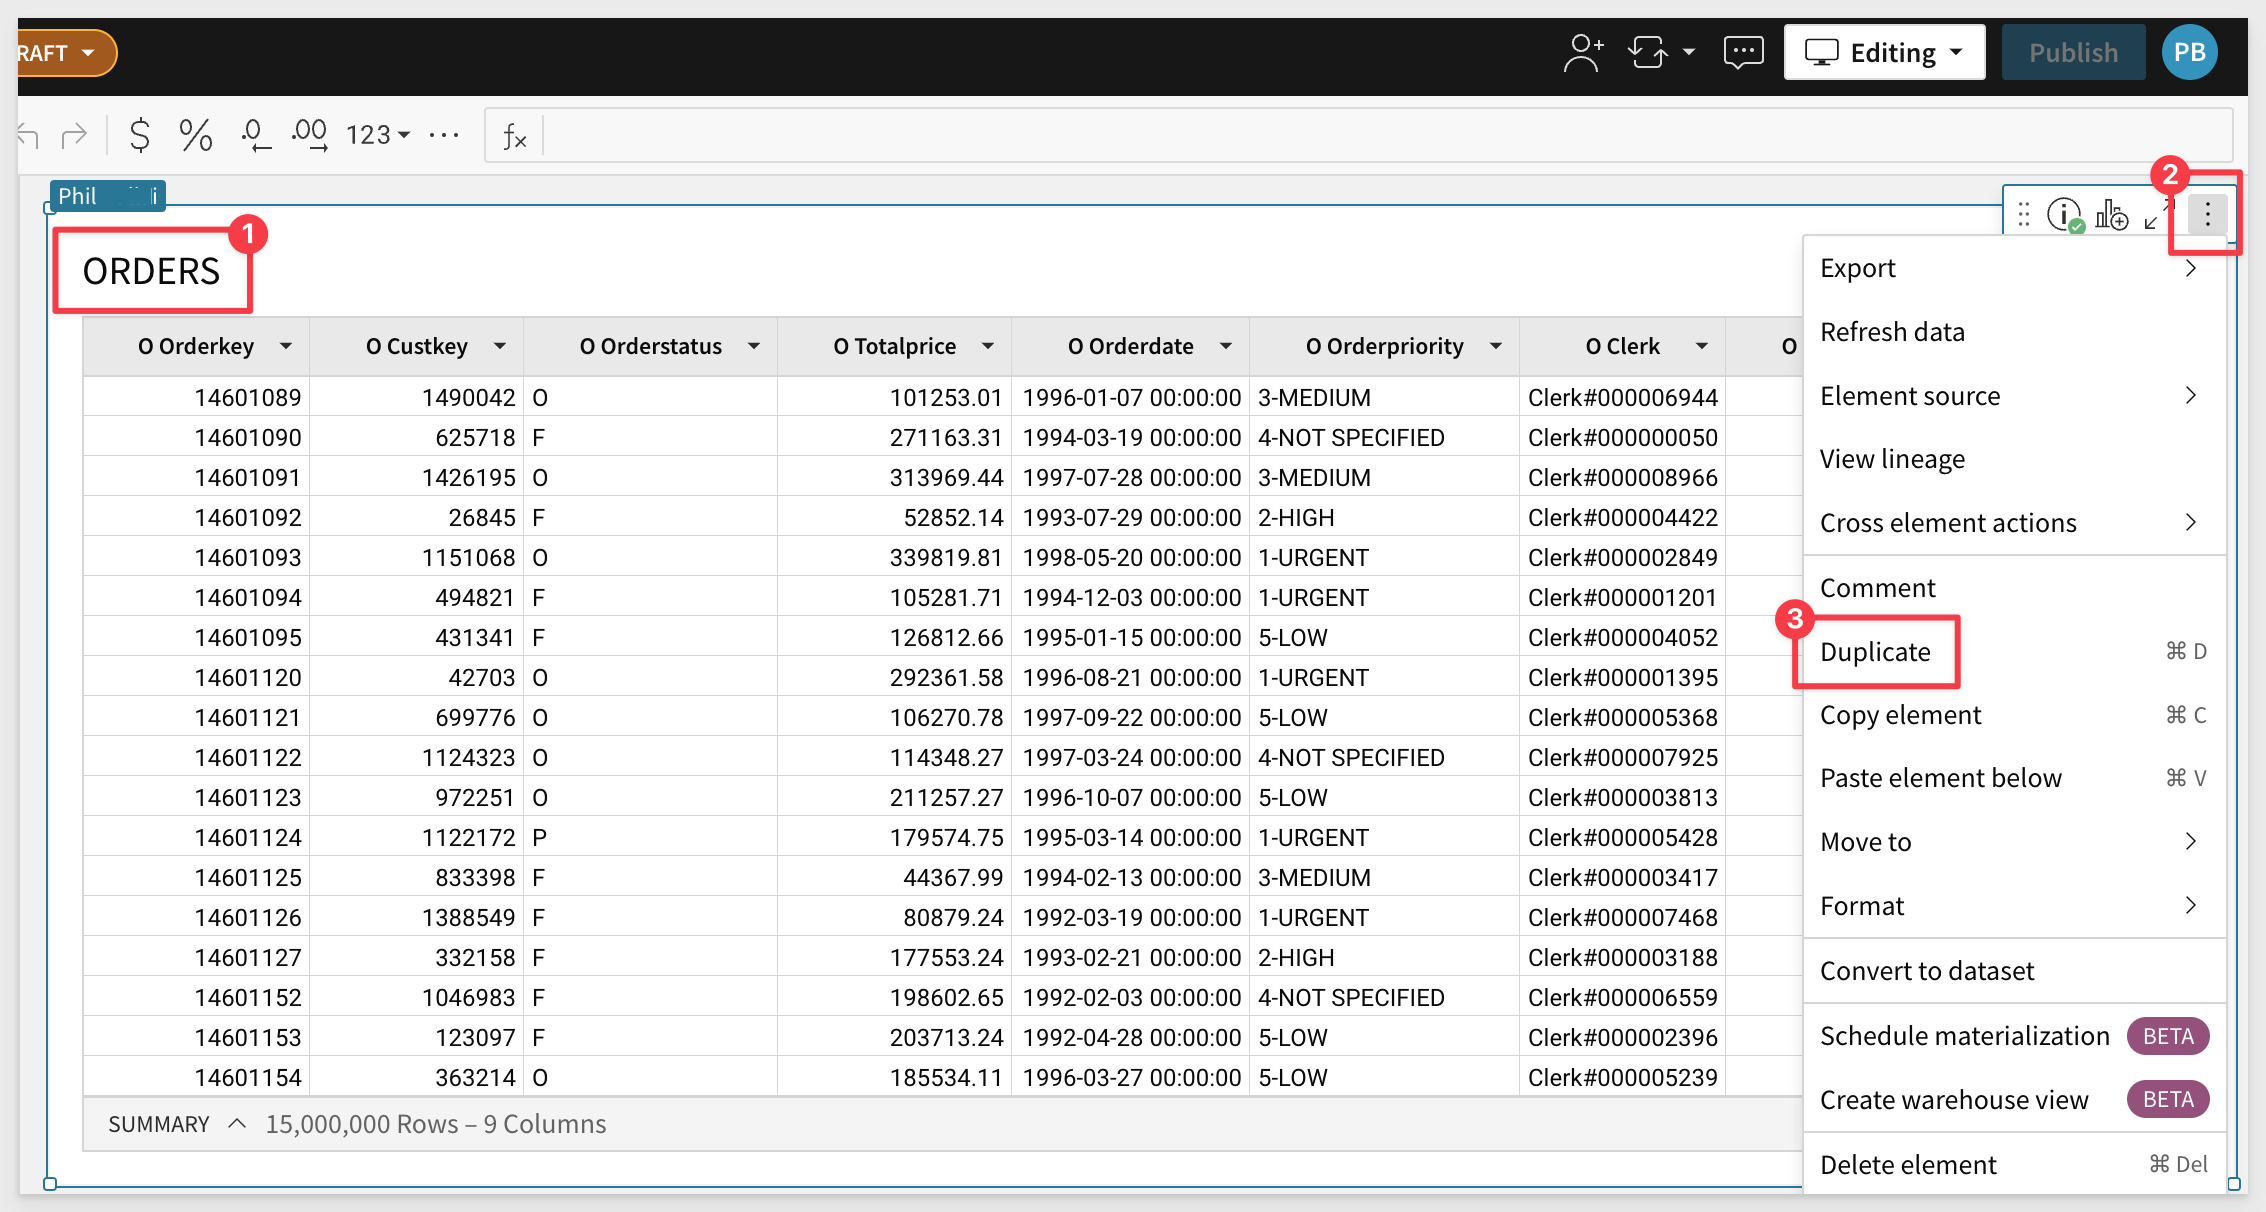 RAFT
Editing
Publish
PB
$ % .0 .00 123 ... fx
Phil
2
1
ORDERS
O Orderkey O Custkey O Orderstatus O Totalprice O Orderdate O Orderpriority O Clerk O
14601089 1490042 O 101253.01 1996-01-07 00:00:00 3-MEDIUM Clerk#000006944
14601090 625718 F 271163.31 1994-03-19 00:00:00 4-NOT SPECIFIED Clerk#000000050
14601091 1426195 O 313969.44 1997-07-28 00:00:00 3-MEDIUM Clerk#000008966
14601092 26845 F 52852.14 1993-07-29 00:00:00 2-HIGH Clerk#000004422
14601093 1151068 O 339819.81 1998-05-20 00:00:00 1-URGENT Clerk#000002849
14601094 494821 F 105281.71 1994-12-03 00:00:00 1-URGENT Clerk#000001201
14601095 431341 F 126812.66 1995-01-15 00:00:00 5-LOW Clerk#000004052
14601120 42703 O 292361.58 1996-08-21 00:00:00 1-URGENT Clerk#000001395
14601121 699776 O 106270.78 1997-09-22 00:00:00 5-LOW Clerk#000005368
14601122 1124323 O 114348.27 1997-03-24 00:00:00 4-NOT SPECIFIED Clerk#000007925
14601123 972251 O 211257.27 1996-10-07 00:00:00 5-LOW Clerk#000003813
14601124 1122172 P 179574.75 1995-03-14 00:00:00 1-URGENT Clerk#000005428
14601125 833398 F 44367.99 1994-02-13 00:00:00 3-MEDIUM Clerk#000003417
14601126 1388549 F 80879.24 1992-03-19 00:00:00 1-URGENT Clerk#000007468
14601127 332158 F 177553.24 1993-02-21 00:00:00 2-HIGH Clerk#000003188
14601152 1046983 F 198602.65 1992-02-03 00:00:00 4-NOT SPECIFIED Clerk#000006559
14601153 123097 F 203713.24 1992-04-28 00:00:00 5-LOW Clerk#000002396
14601154 363214 O 185534.11 1996-03-27 00:00:00 5-LOW Clerk#000005239
SUMMARY 15,000,000 Rows – 9 Columns
Export
Refresh data
Element source
View lineage
Cross element actions
Comment
3
Duplicate ⌘ D
Copy element ⌘ C
Paste element below ⌘ V
Move to
Format
Convert to dataset
Schedule materialization BETA
Create warehouse view BETA
Delete element ⌘ Del